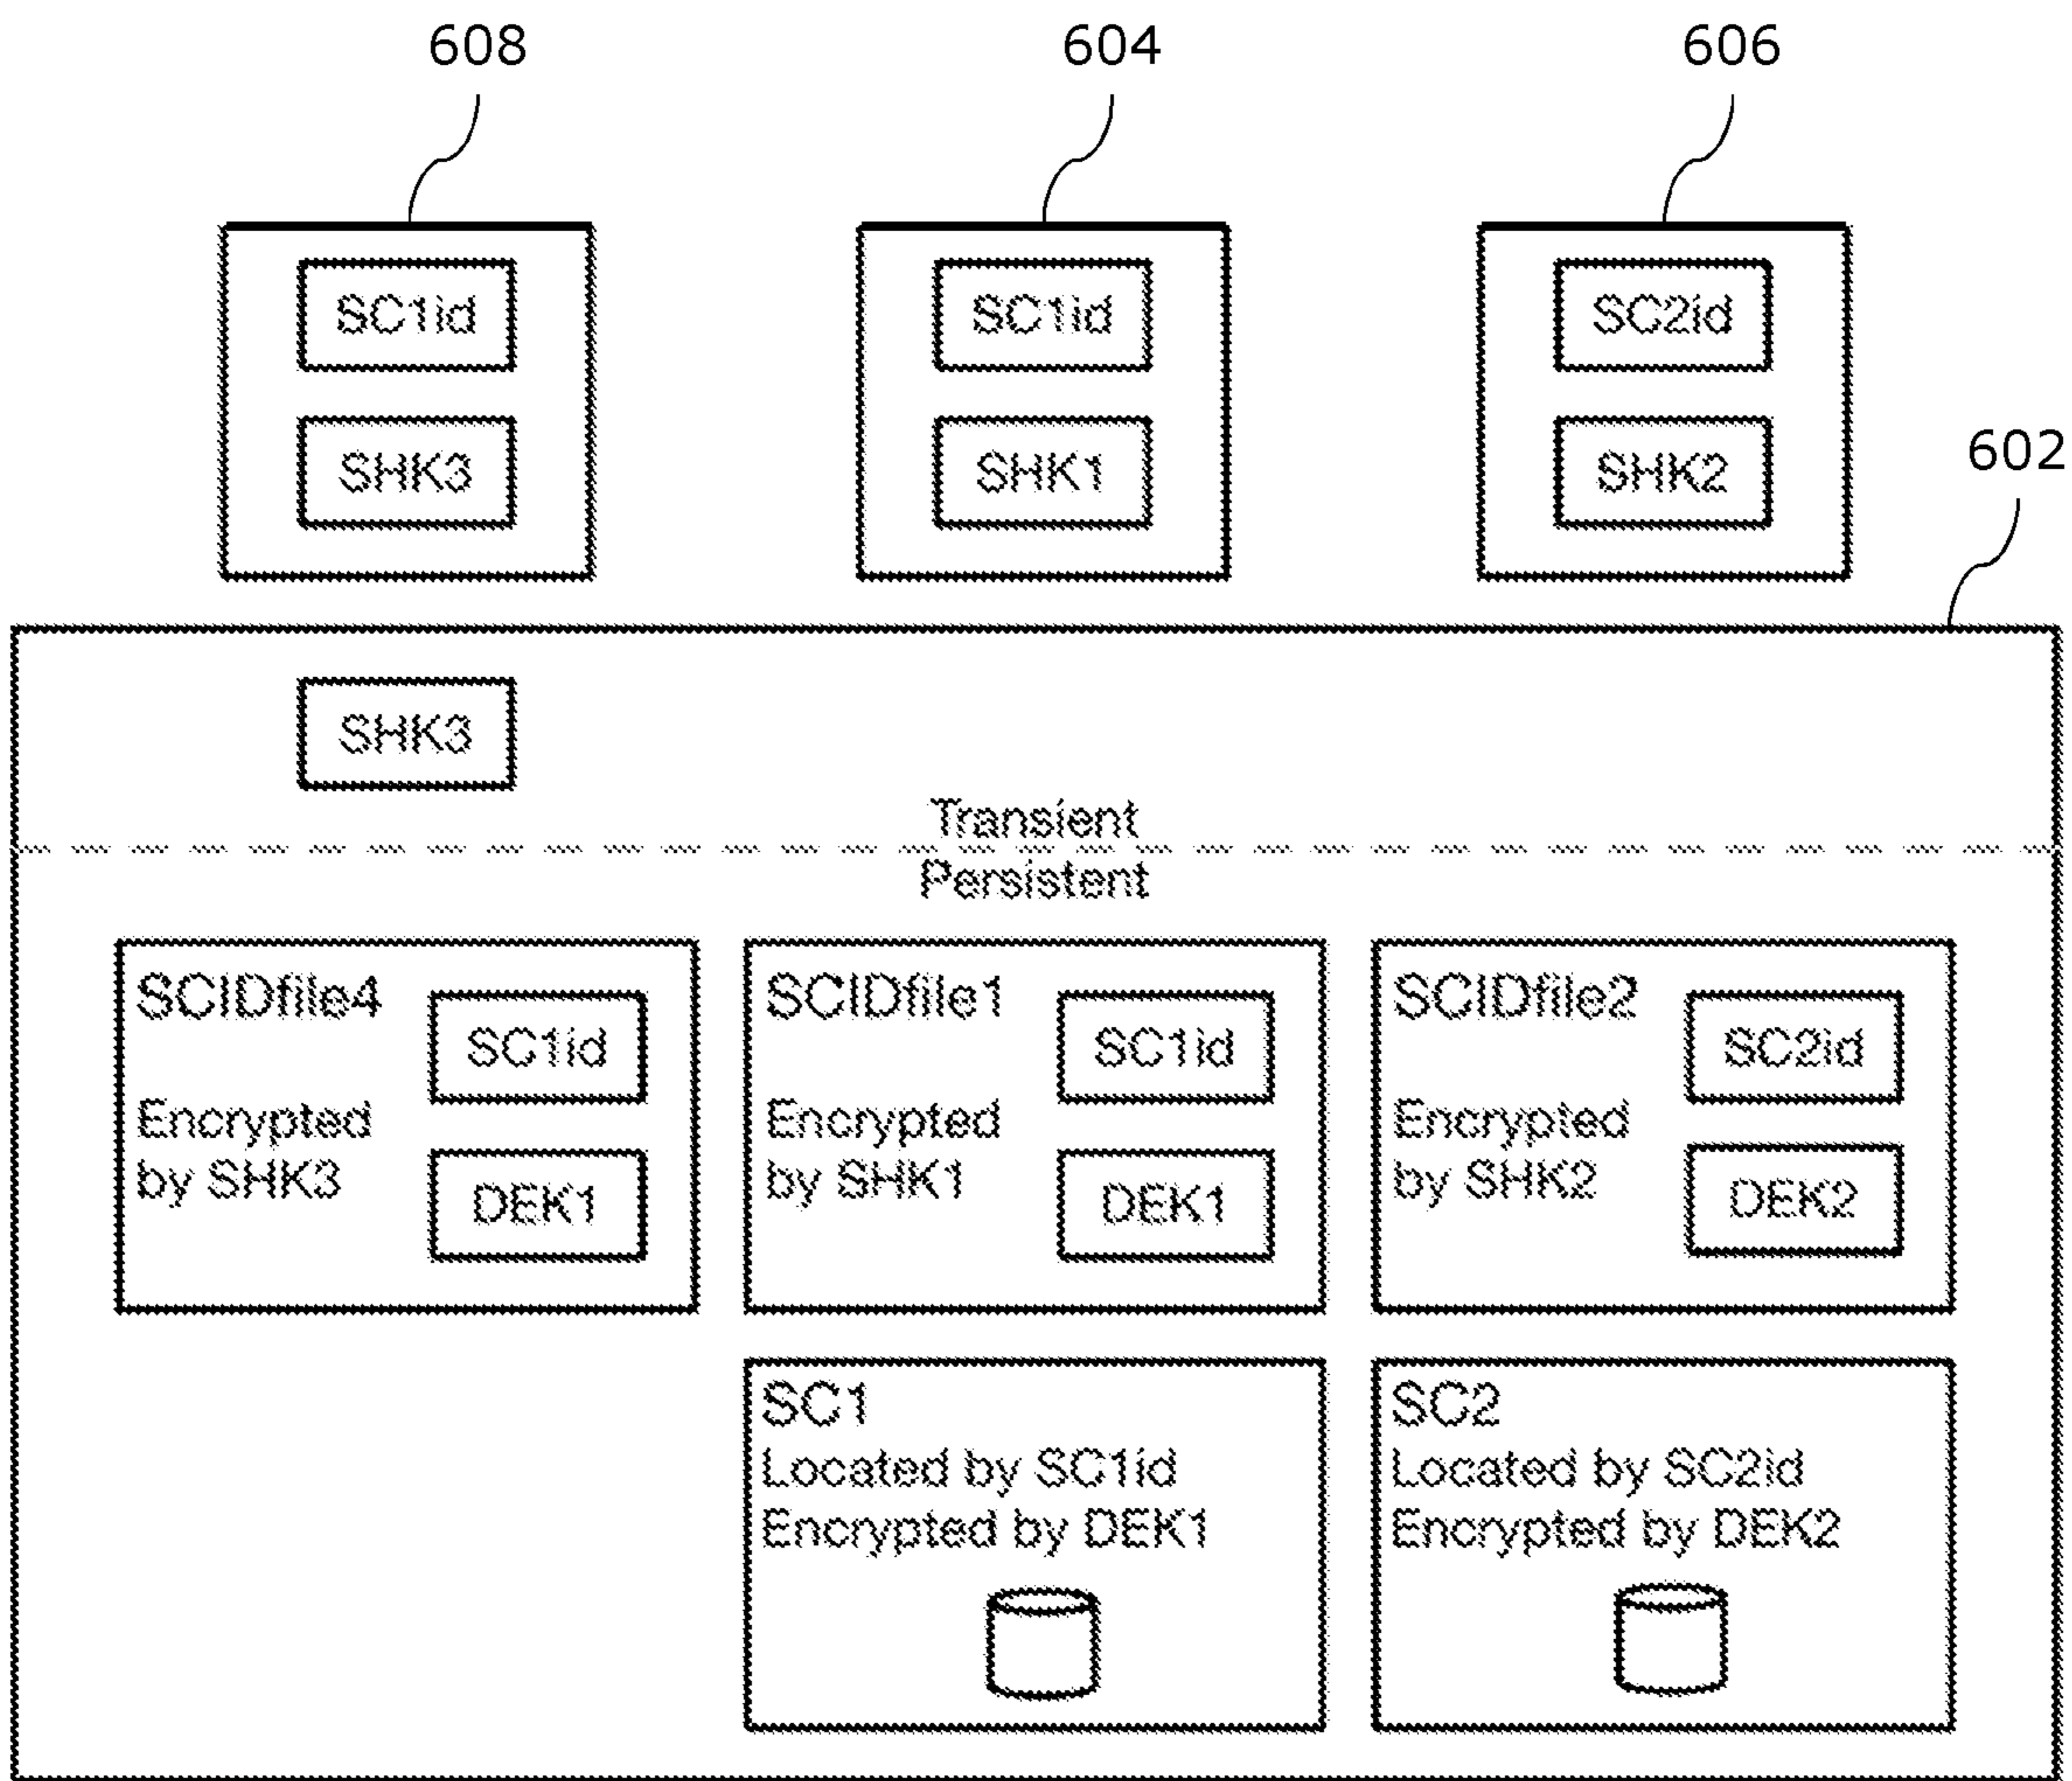 608
604
606
SC1id
SC1id
SC2id
SHK3
SHK1
SHK2
602
SHK3
Transient
Persistent
SCIDfile4
SC1id
Encrypted
by SHK3
DEK1
SCIDfile1
SC1id
Encrypted
by SHK1
DEK1
SCIDfile2
SC2id
Encrypted
by SHK2
DEK2
SC1
Located by SC1id
Encrypted by DEK1
SC2
Located by SC2id
Encrypted by DEK2